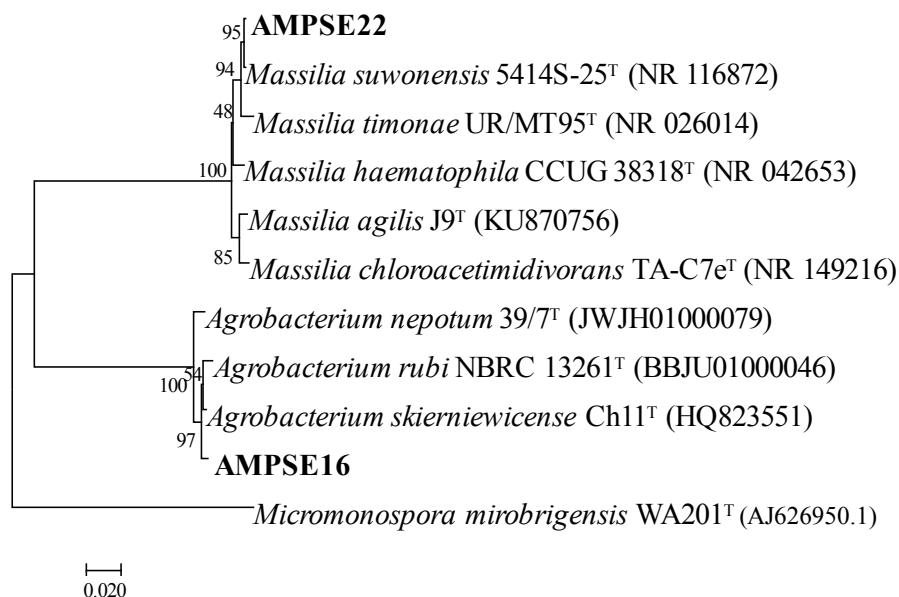 95
AMPSE22
94
Massilia suwonensis 5414S-25ᵀ (NR 116872)
48
Massilia timonae UR/MT95ᵀ (NR 026014)
100
Massilia haematophila CCUG 38318ᵀ (NR 042653)
Massilia agilis J9ᵀ (KU870756)
85
Massilia chloroacetimidivorans TA-C7eᵀ (NR 149216)
Agrobacterium nepotum 39/7ᵀ (JWJH01000079)
54
Agrobacterium rubi NBRC 13261ᵀ (BBJU01000046)
100
Agrobacterium skierniewicense Ch11ᵀ (HQ823551)
97
AMPSE16
Micromonospora mirobrigensis WA201ᵀ (AJ626950.1)
0.020